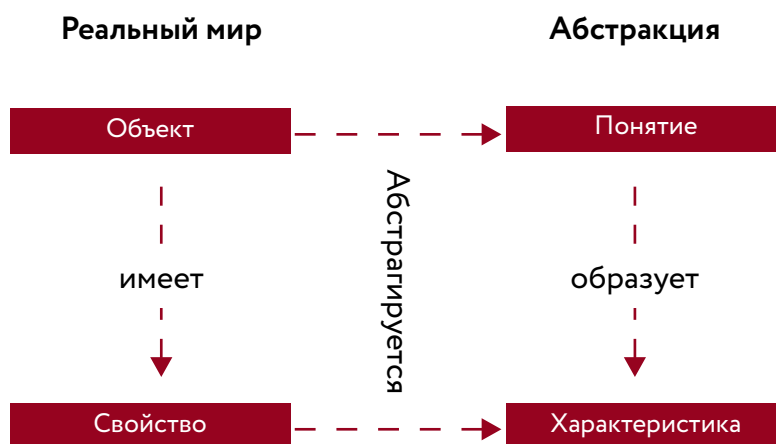 Реальный мир
Абстракция
Объект
Понятие
Абстрагируется
имеет
образует
Свойство
Характеристика